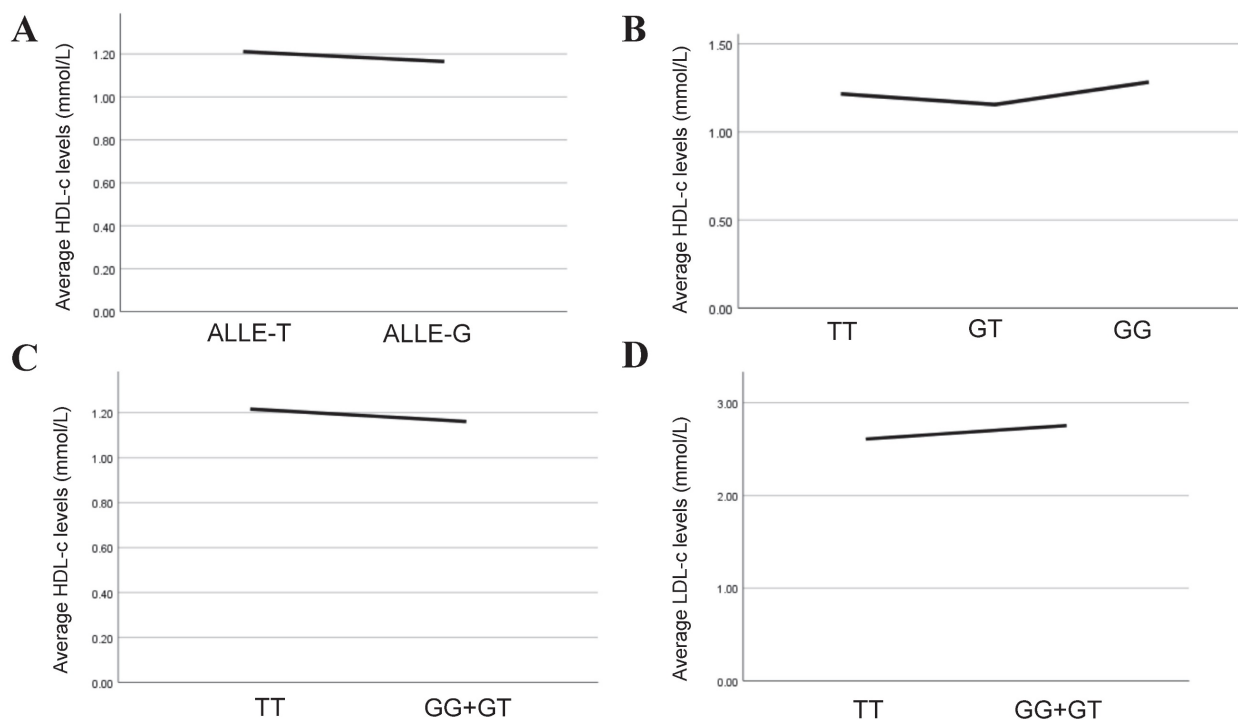 A
Average HDL-c levels (mmol/L)
1.20
1.00
0.80
0.60
0.40
0.20
0.00
ALLE-T ALLE-G
B
Average HDL-c levels (mmol/L)
1.50
1.00
0.50
0.00
TT GT GG
C
Average HDL-c levels (mmol/L)
1.20
1.00
0.80
0.60
0.40
0.20
0.00
TT GG+GT
D
Average LDL-c levels (mmol/L)
3.00
2.00
1.00
0.00
TT GG+GT